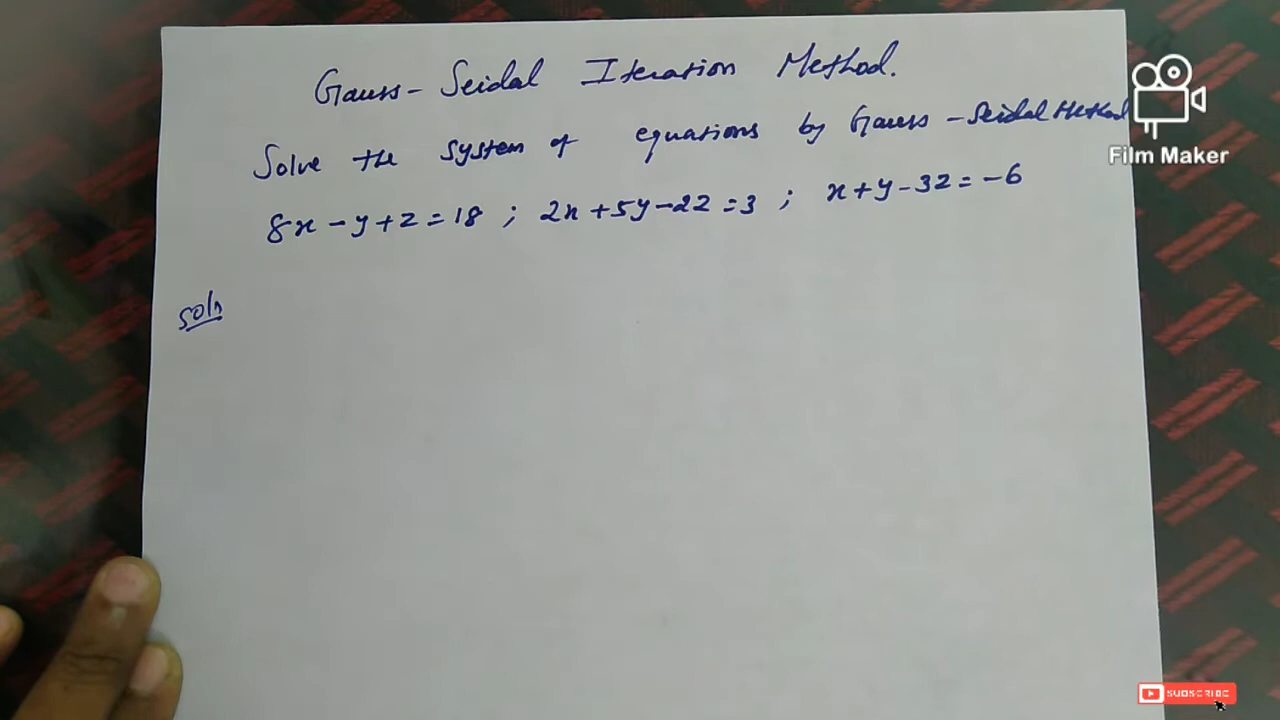 Gauss - Seidal Iteration Method.
Solve the system of equations by Gauss - Seidal Method
8x - y + z = 18 ; 2x + 5y - 2z = 3 ; x + y - 3z = -6
Soln
Film Maker
SUBSCRIBE